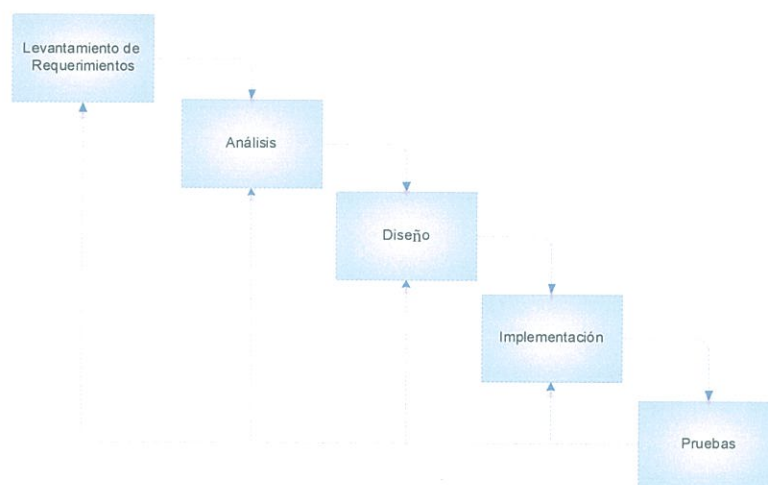 Levantamiento de
Requerimientos
Análisis
Diseño
Implementación
Pruebas